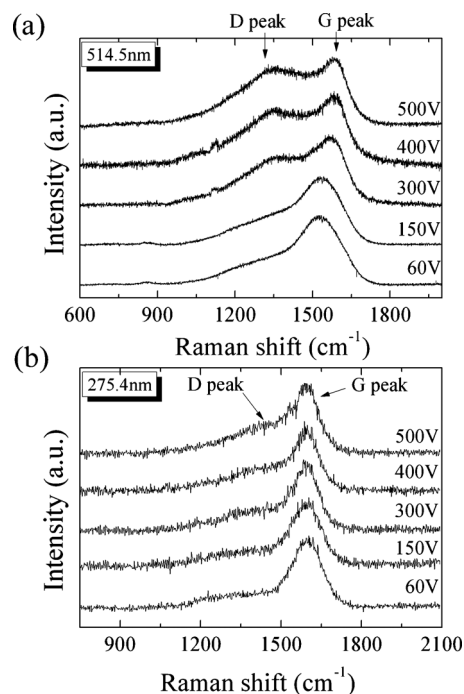 (a)
514.5nm
D peak
G peak
500V
400V
300V
150V
60V
Intensity (a.u.)
600 900 1200 1500 1800
Raman shift (cm⁻¹)
(b)
275.4nm
D peak
G peak
500V
400V
300V
150V
60V
Intensity (a.u.)
900 1200 1500 1800 2100
Raman shift (cm⁻¹)